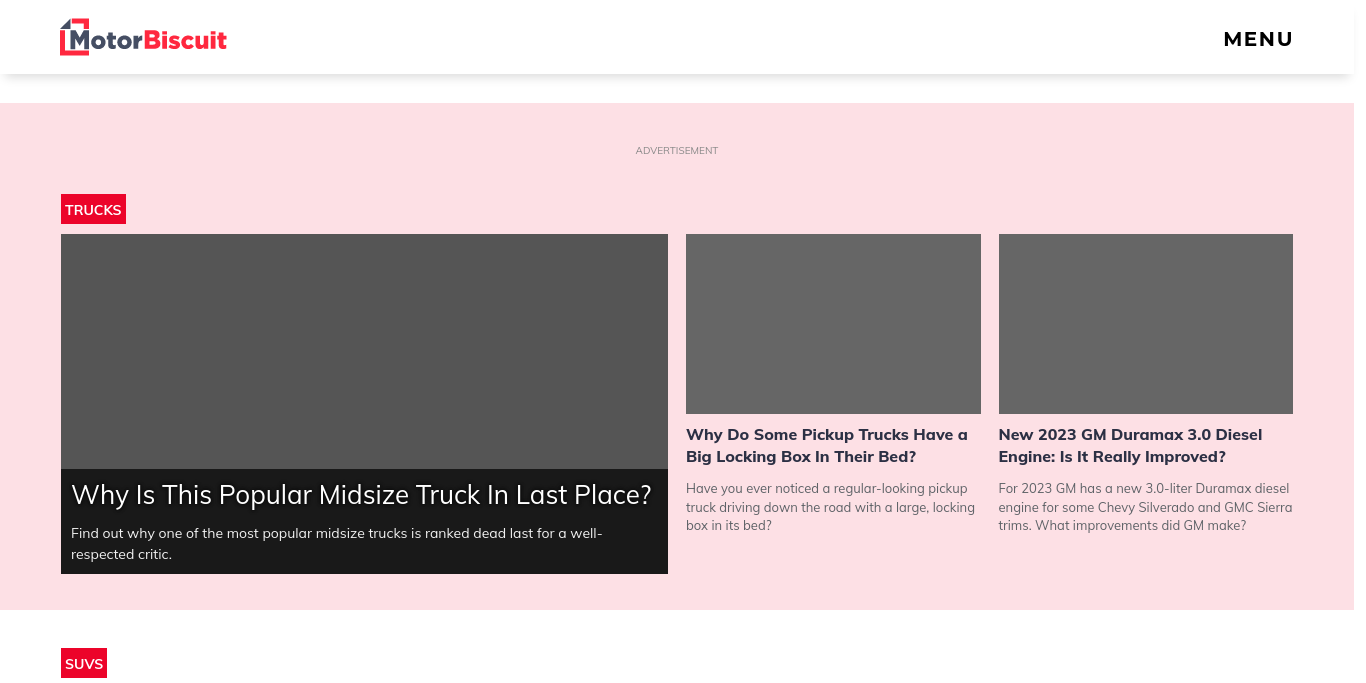 MotorBiscuit
MENU
ADVERTISEMENT
TRUCKS
Why Is This Popular Midsize Truck In Last Place?
Find out why one of the most popular midsize trucks is ranked dead last for a well-
respected critic.
Why Do Some Pickup Trucks Have a
Big Locking Box In Their Bed?
Have you ever noticed a regular-looking pickup
truck driving down the road with a large, locking
box in its bed?
New 2023 GM Duramax 3.0 Diesel
Engine: Is It Really Improved?
For 2023 GM has a new 3.0-liter Duramax diesel
engine for some Chevy Silverado and GMC Sierra
trims. What improvements did GM make?
SUVS